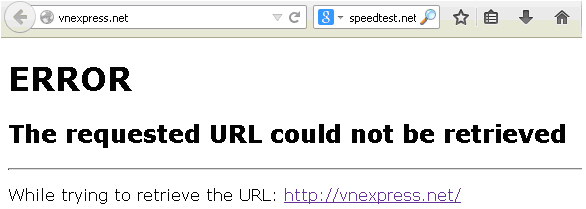 vnexpress.net
speedtest.net
ERROR
The requested URL could not be retrieved
While trying to retrieve the URL: http://vnexpress.net/